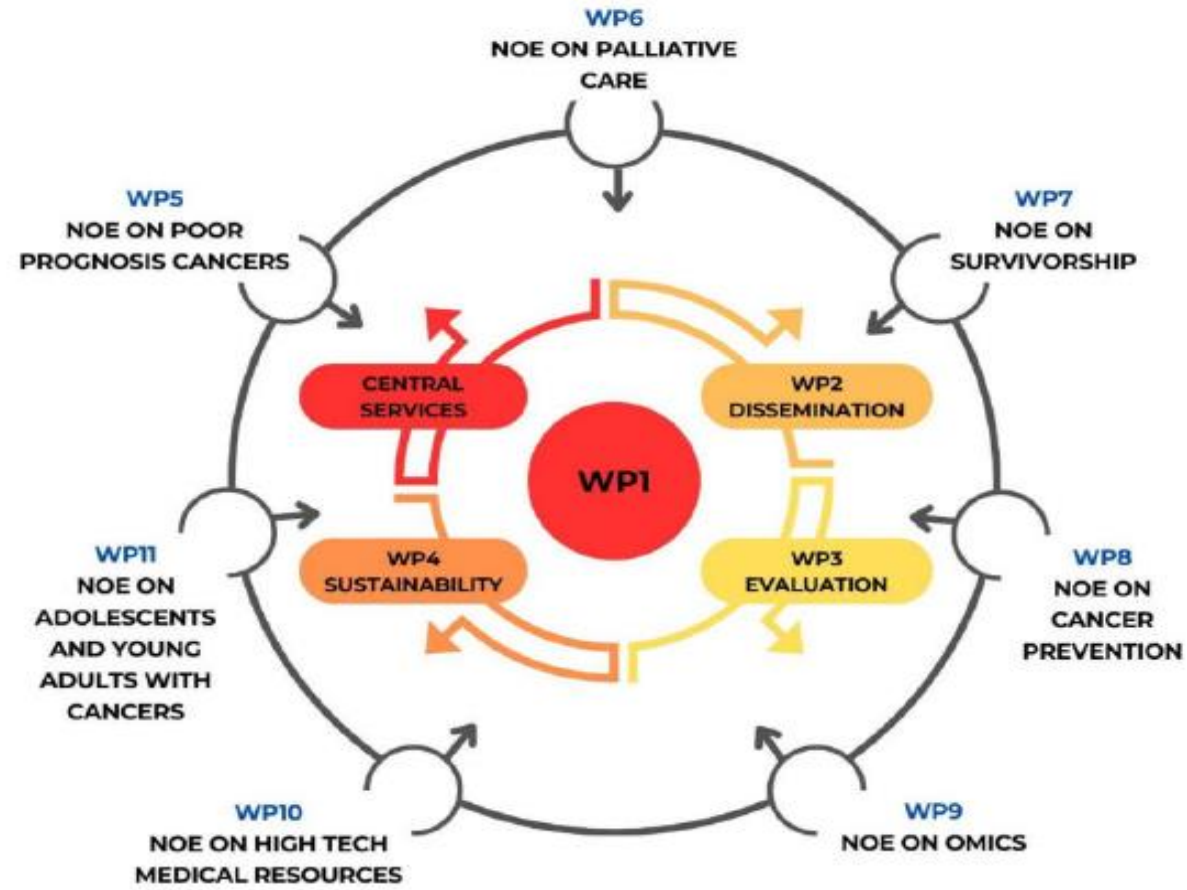 WP6
NOE ON PALLIATIVE
CARE
WP5
NOE ON POOR
PROGNOSIS CANCERS
WP7
NOE ON
SURVIVORSHIP
CENTRAL
SERVICES
WP2
DISSEMINATION
WP1
WP4
SUSTAINABILITY
WP3
EVALUATION
WP11
NOE ON
ADOLESCENTS
AND YOUNG
ADULTS WITH
CANCERS
WP8
NOE ON
CANCER
PREVENTION
WP10
NOE ON HIGH TECH
MEDICAL RESOURCES
WP9
NOE ON OMICS